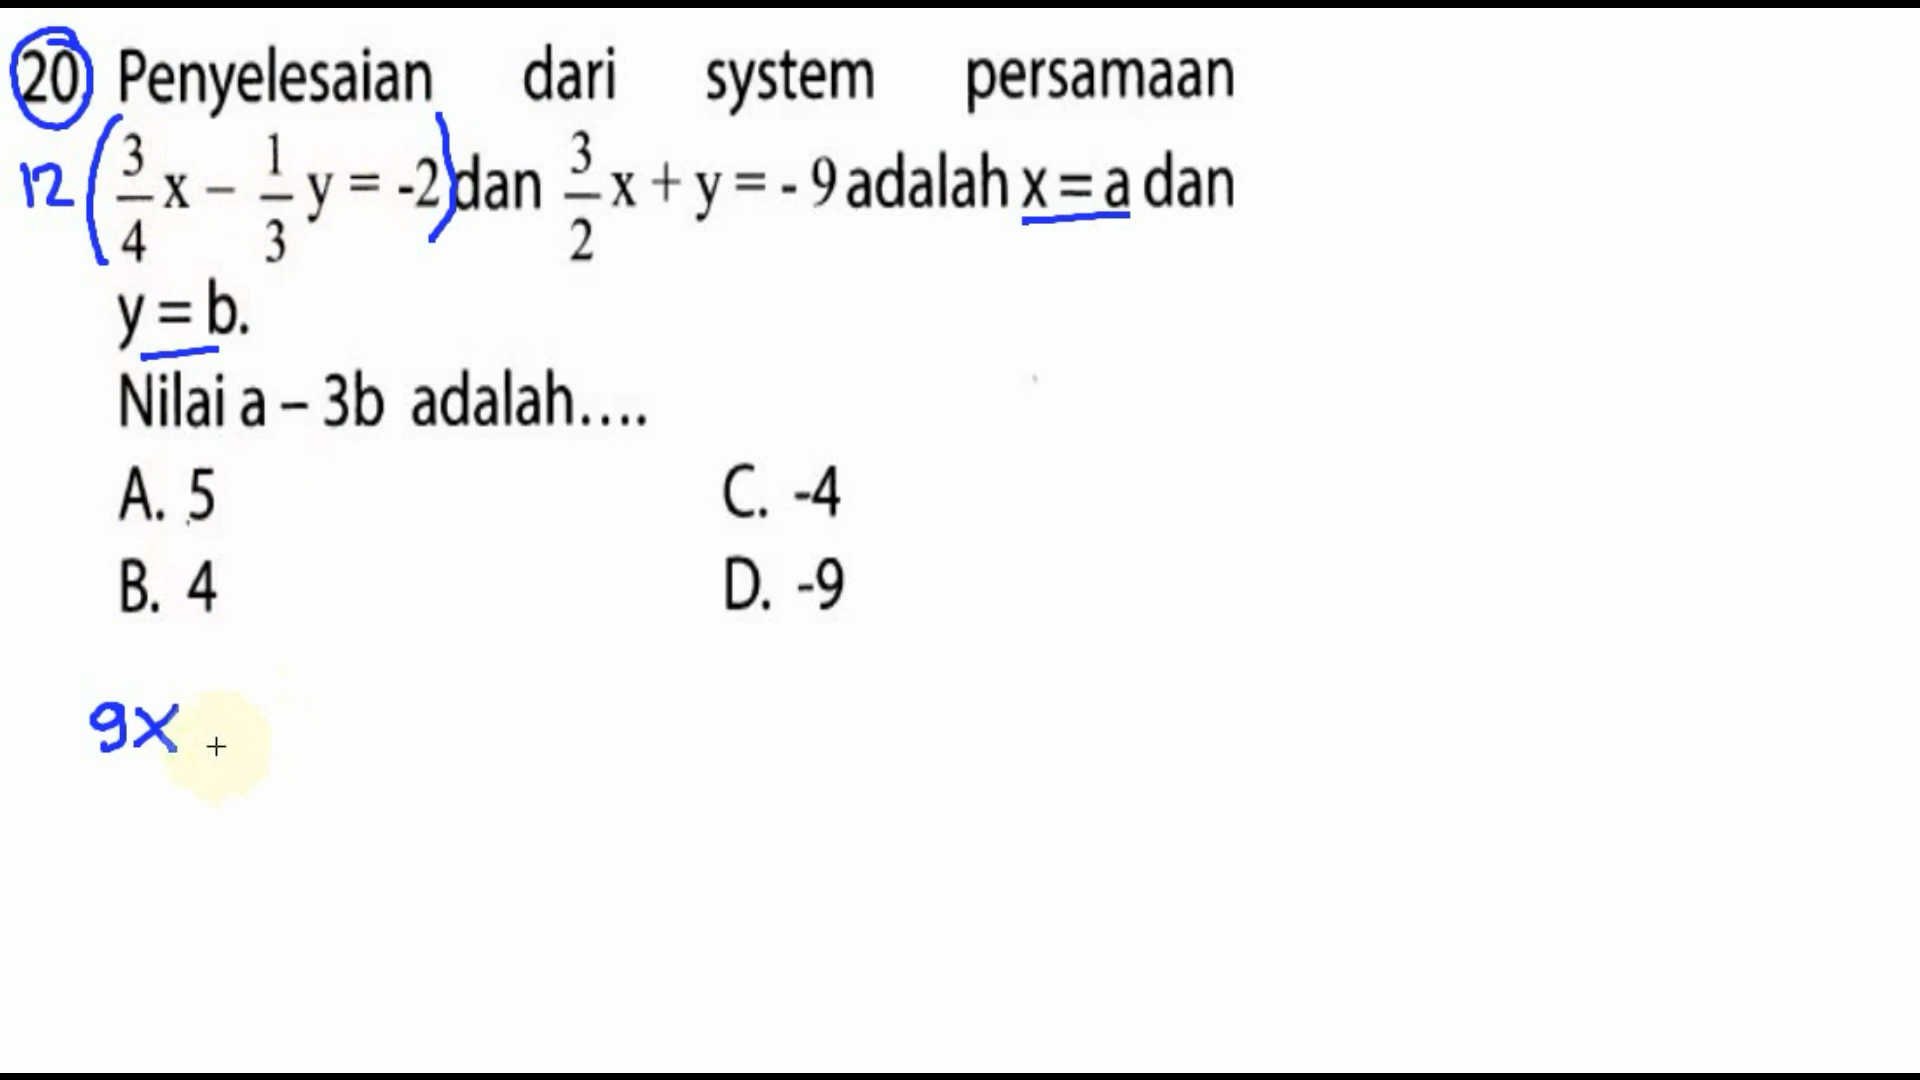 20 Penyelesaian dari system persamaan
12 ( 3/4 x – 1/3 y = -2 ) dan 3/2 x + y = - 9 adalah x = a dan
y = b.
Nilai a – 3b adalah....
A. 5 C. -4
B. 4 D. -9
9x